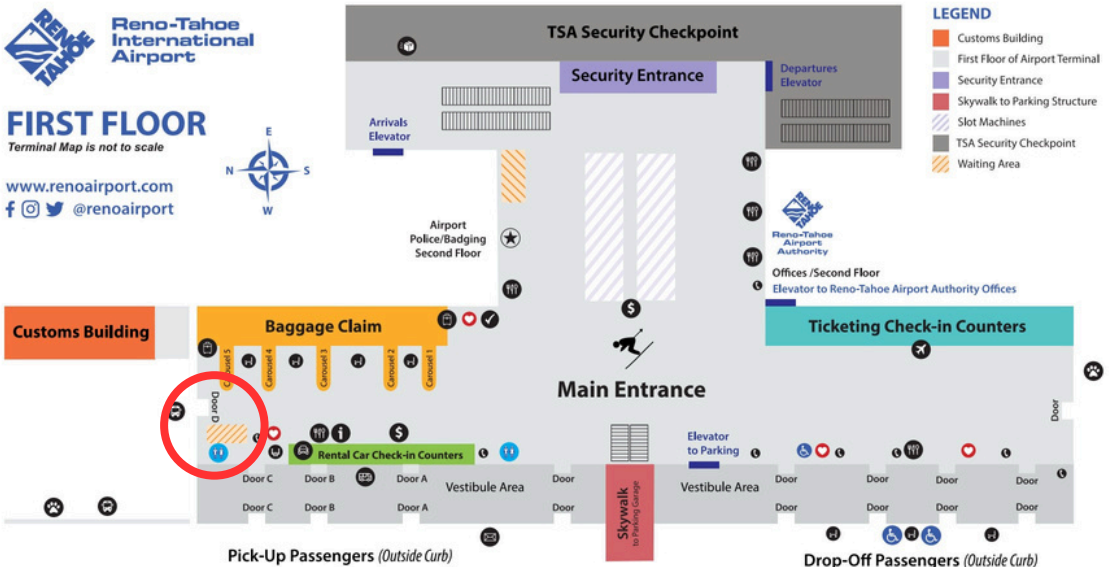 RENO
TAHOE
Reno-Tahoe
International
Airport
FIRST FLOOR
Terminal Map is not to scale
www.renoairport.com
@renoairport
E
N
S
W
TSA Security Checkpoint
Security Entrance
Departures
Elevator
Arrivals
Elevator
LEGEND
Customs Building
First Floor of Airport Terminal
Security Entrance
Skywalk to Parking Structure
Slot Machines
TSA Security Checkpoint
Waiting Area
Airport
Police/Badging
Second Floor
RENO
TAHOE
Reno-Tahoe
Airport
Authority
Offices /Second Floor
Elevator to Reno-Tahoe Airport Authority Offices
$
Customs Building
Baggage Claim
Ticketing Check-in Counters
Carousel 5
Carousel 4
Carousel 3
Carousel 2
Carousel 1
Main Entrance
Door D
Door
i
$
Rental Car Check-in Counters
Elevator
to Parking
Door C
Door B
Door A
Vestibule Area
Door
Skywalk
to Parking Garage
Vestibule Area
Door
Door
Door
Door
Door C
Door B
Door A
Door
Door
Door
Door
Door
Pick-Up Passengers (Outside Curb)
Drop-Off Passengers (Outside Curb)